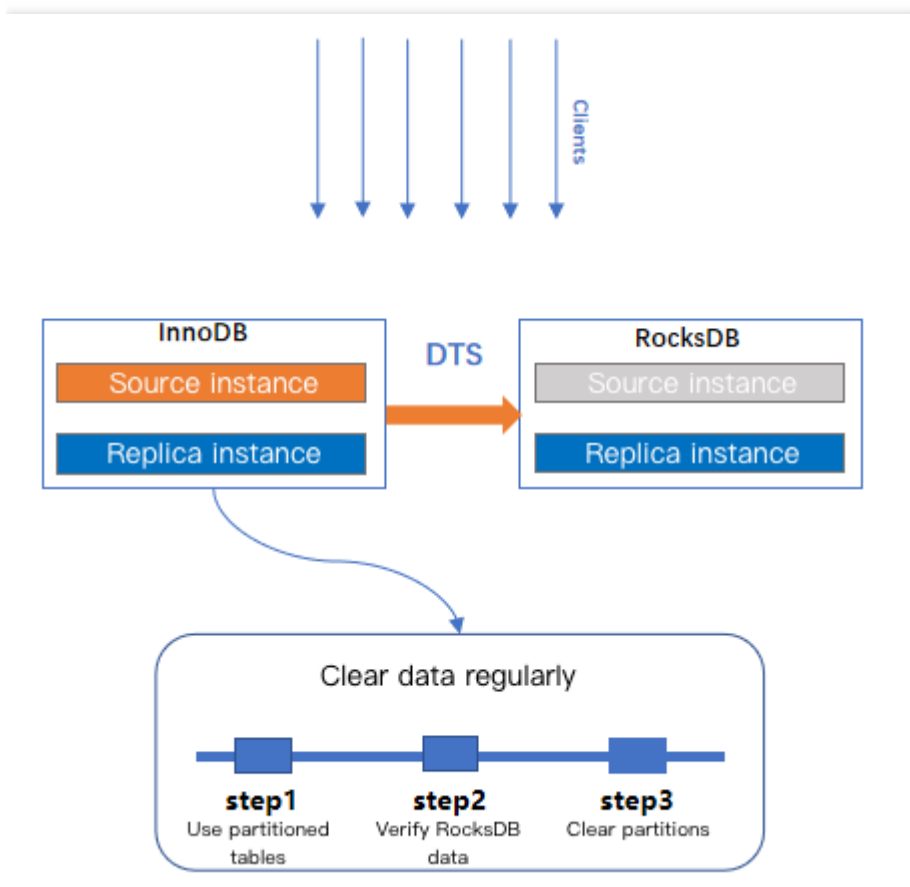 Clients
InnoDB
Source instance
Replica instance
DTS
RocksDB
Source instance
Replica instance
Clear data regularly
step1
Use partitioned
tables
step2
Verify RocksDB
data
step3
Clear partitions